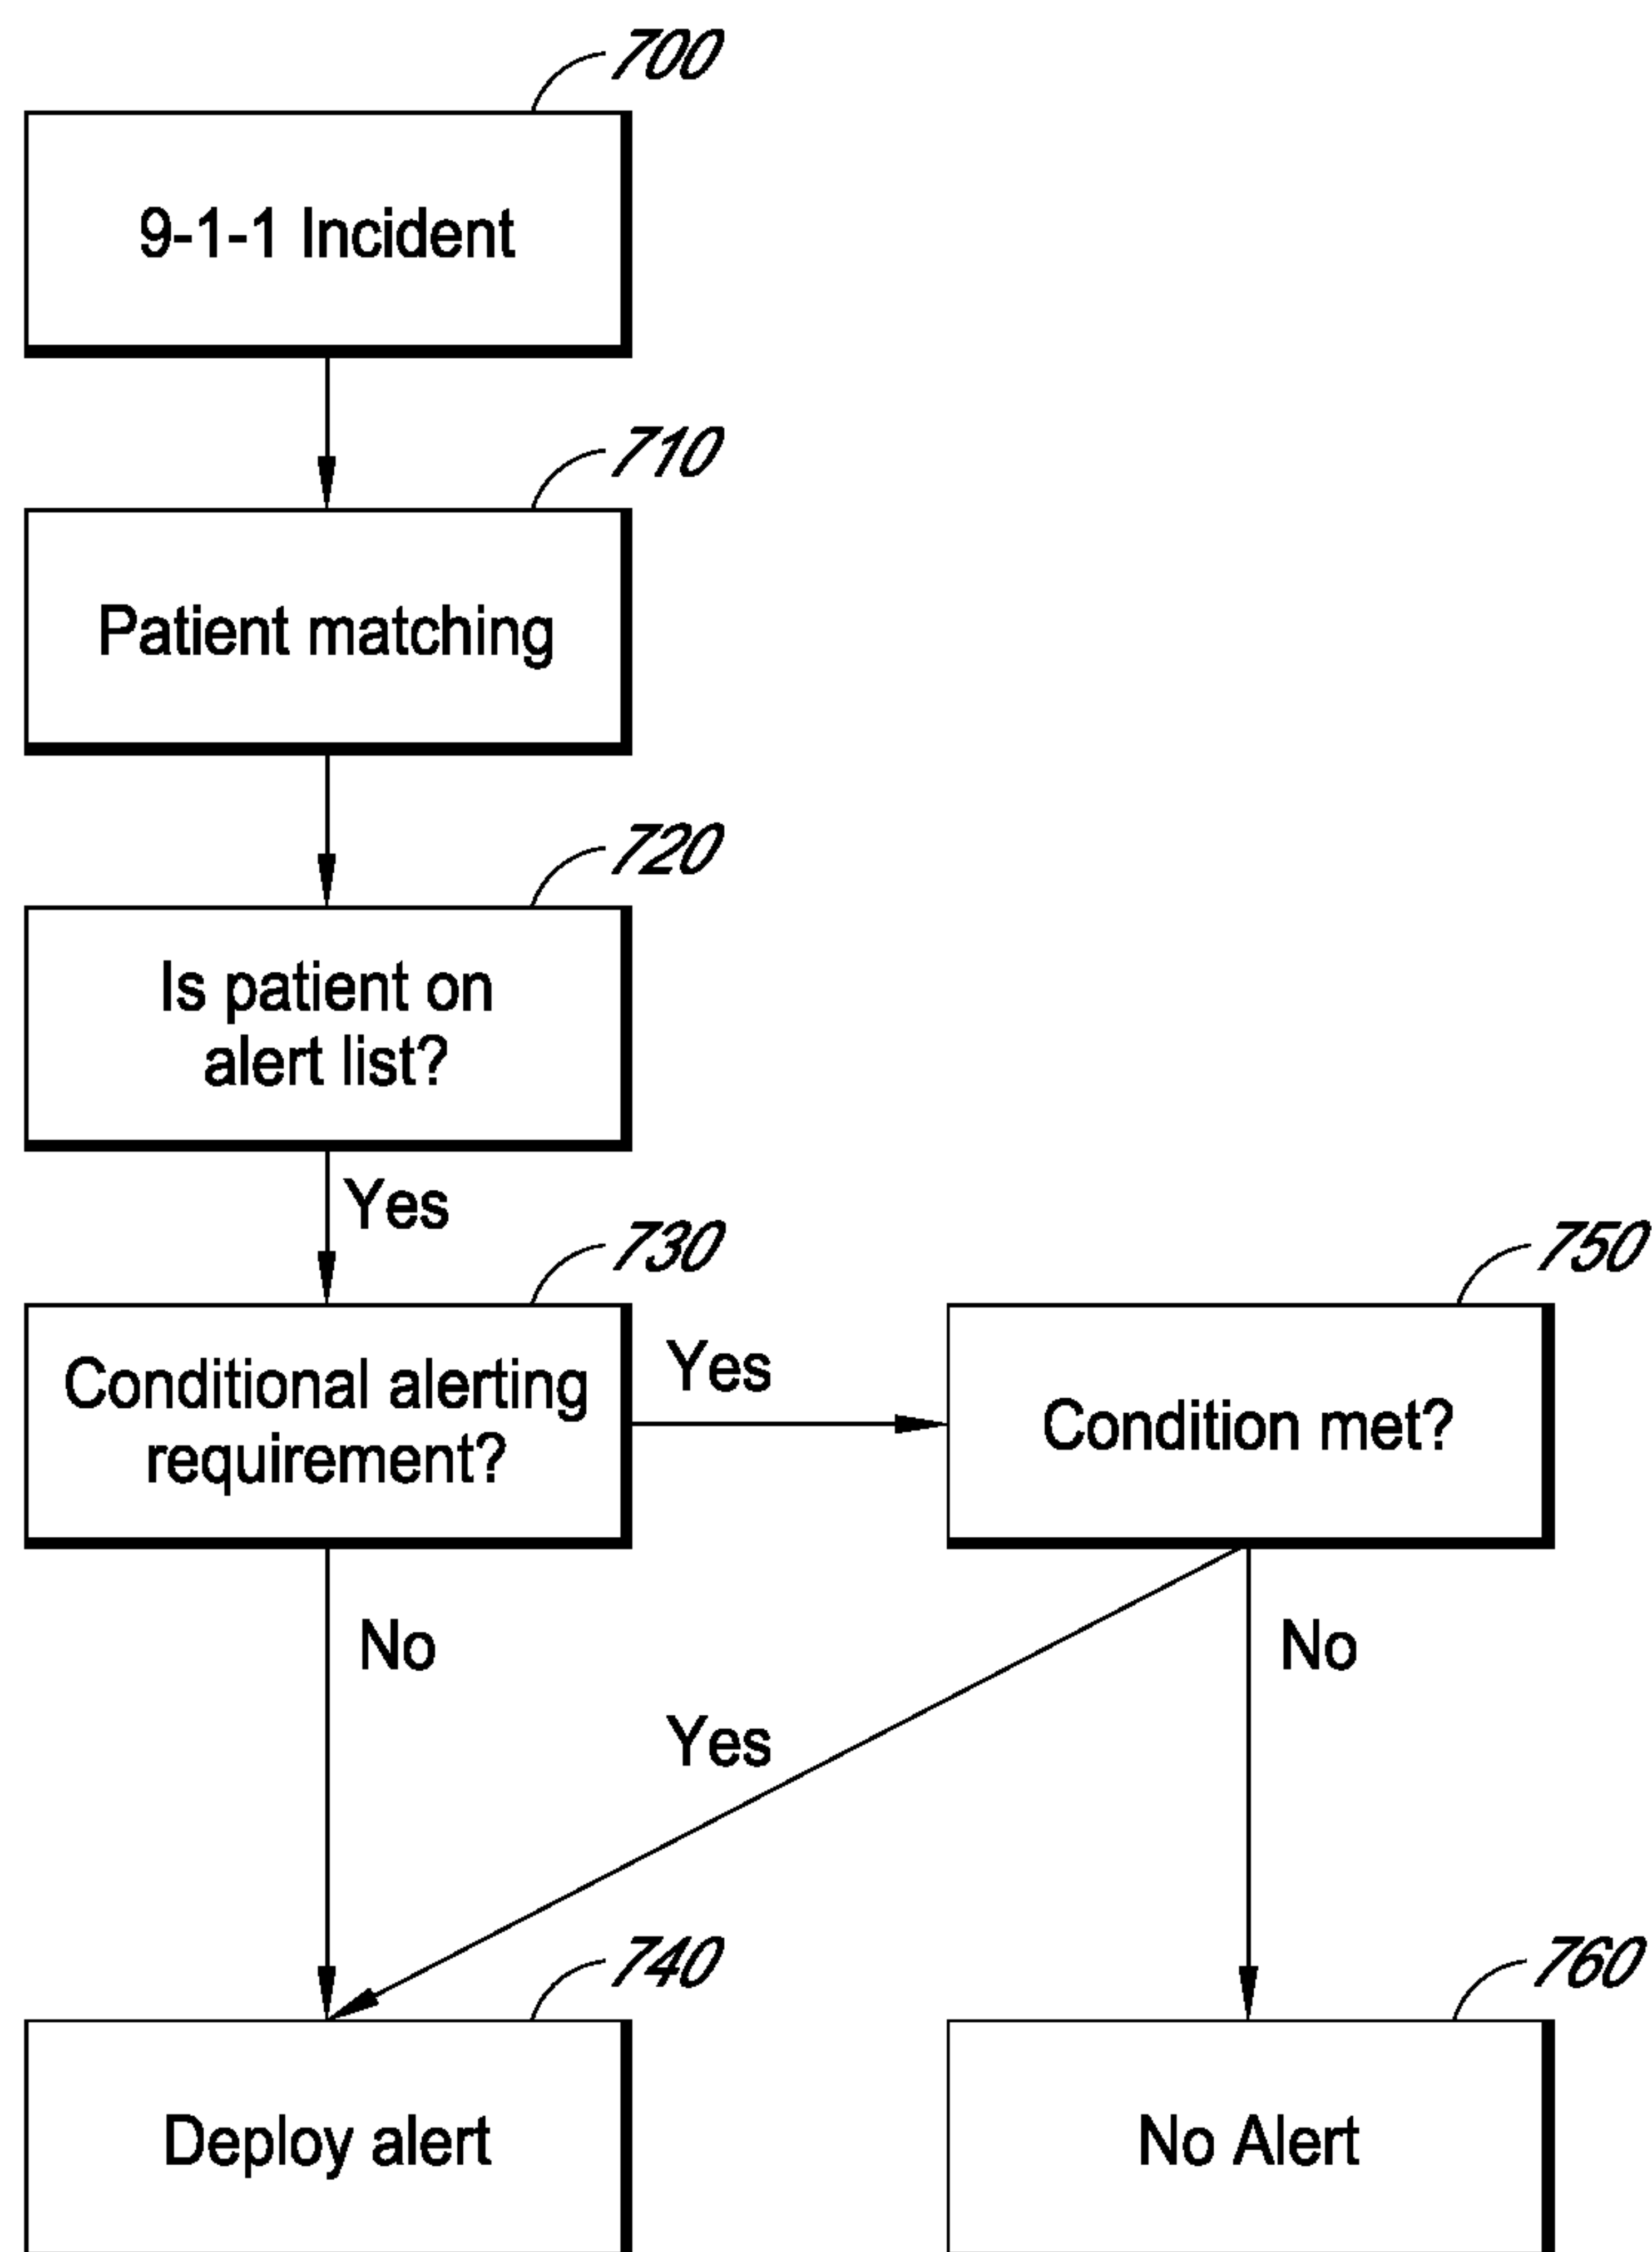 700
9-1-1 Incident
710
Patient matching
720
Is patient on
alert list?
Yes
730
Conditional alerting
requirement?
Yes
750
Condition met?
No
Yes
No
740
Deploy alert
760
No Alert